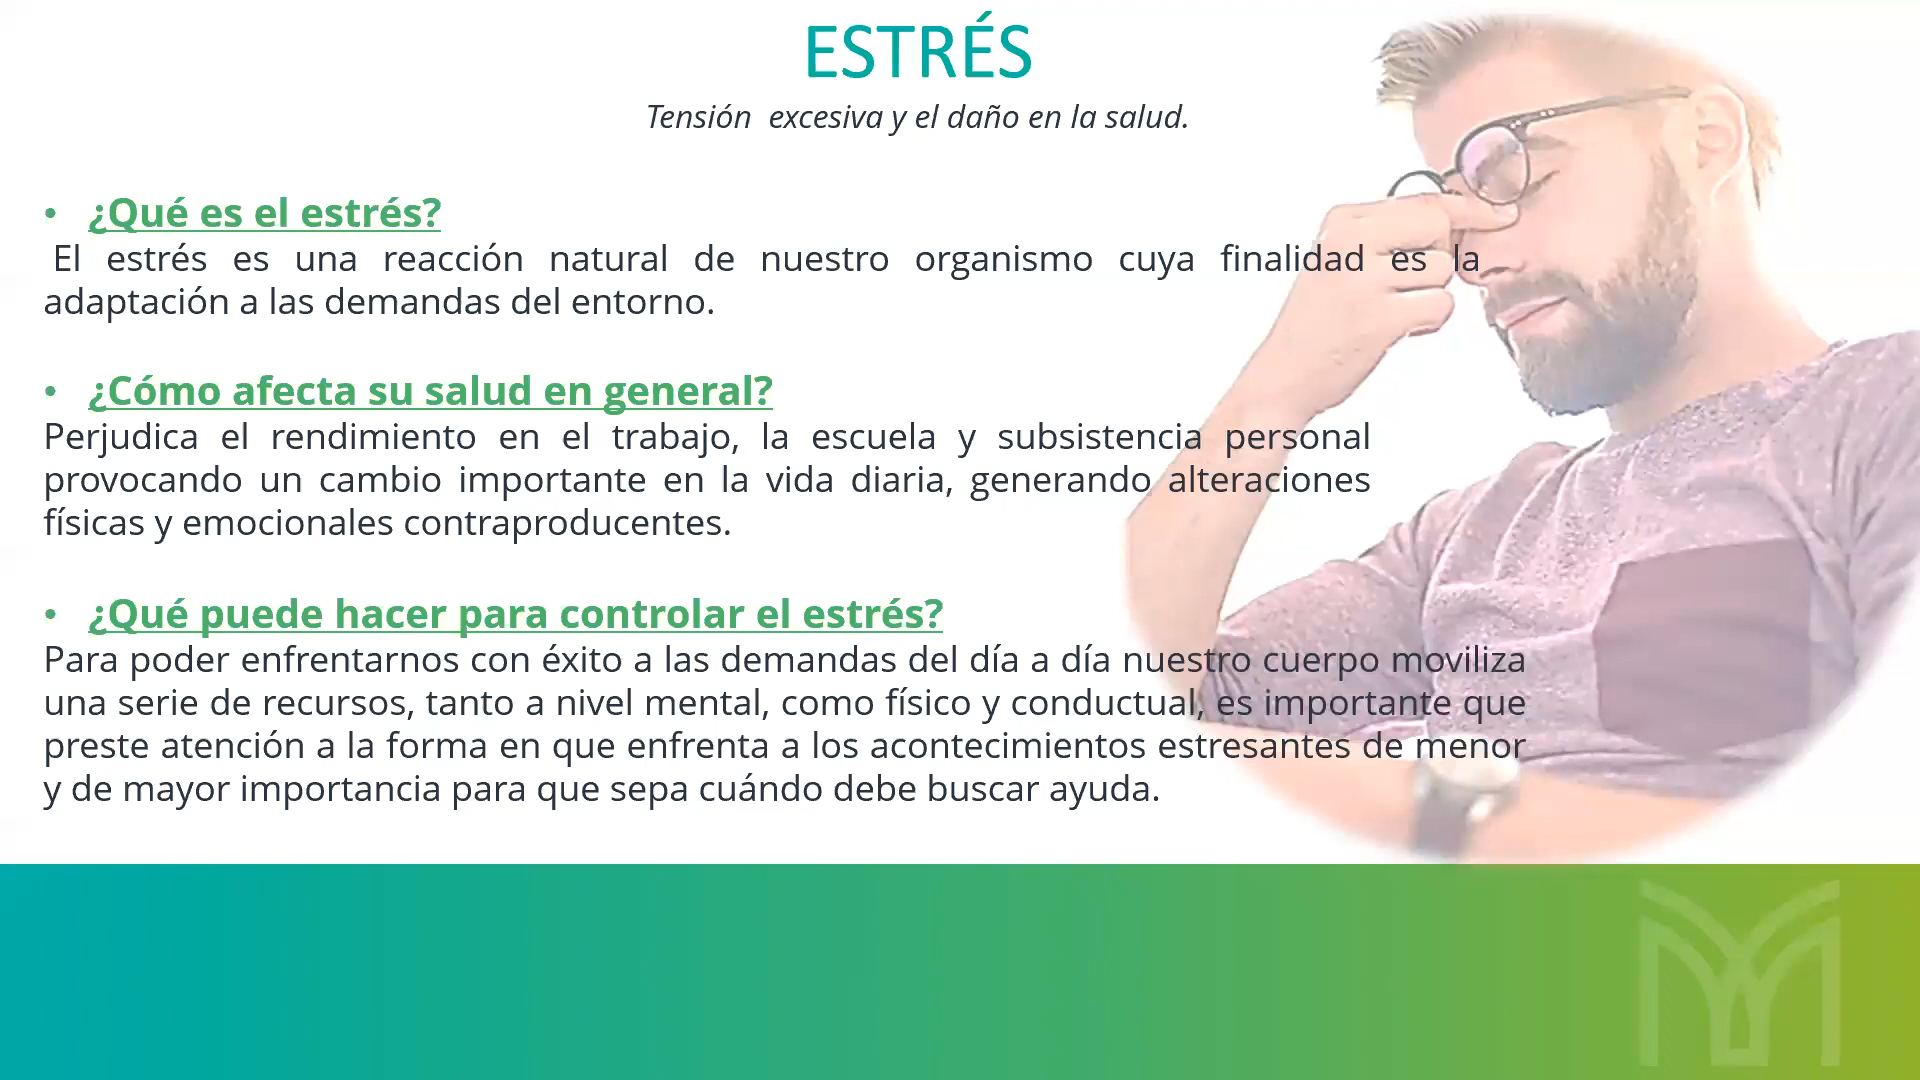 ESTRÉS
Tensión excesiva y el daño en la salud.
• ¿Qué es el estrés?
El estrés es una reacción natural de nuestro organismo cuya finalidad es la
adaptación a las demandas del entorno.
• ¿Cómo afecta su salud en general?
Perjudica el rendimiento en el trabajo, la escuela y subsistencia personal
provocando un cambio importante en la vida diaria, generando alteraciones
físicas y emocionales contraproducentes.
• ¿Qué puede hacer para controlar el estrés?
Para poder enfrentarnos con éxito a las demandas del día a día nuestro cuerpo moviliza
una serie de recursos, tanto a nivel mental, como físico y conductual, es importante que
preste atención a la forma en que enfrenta a los acontecimientos estresantes de menor
y de mayor importancia para que sepa cuándo debe buscar ayuda.